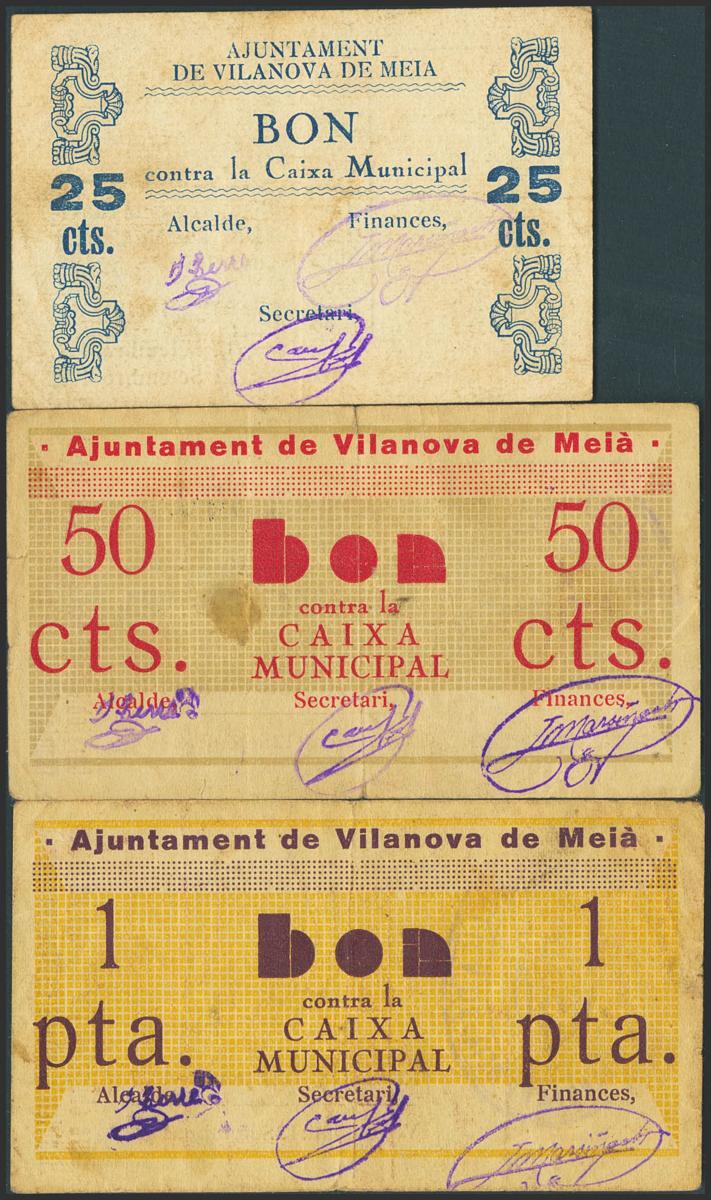 AJUNTAMENT
DE VILANOVA DE MEIA
BON
contra la Caixa Municipal
25 cts.
25 cts.
Alcalde, Finances,
Secretari,
· Ajuntament de Vilanova de Meià ·
50 cts.
bon
contra la
CAIXA
MUNICIPAL
50 cts.
Alcalde, Secretari, Finances,
· Ajuntament de Vilanova de Meià ·
1 pta.
bon
contra la
CAIXA
MUNICIPAL
1 pta.
Alcalde, Secretari, Finances,